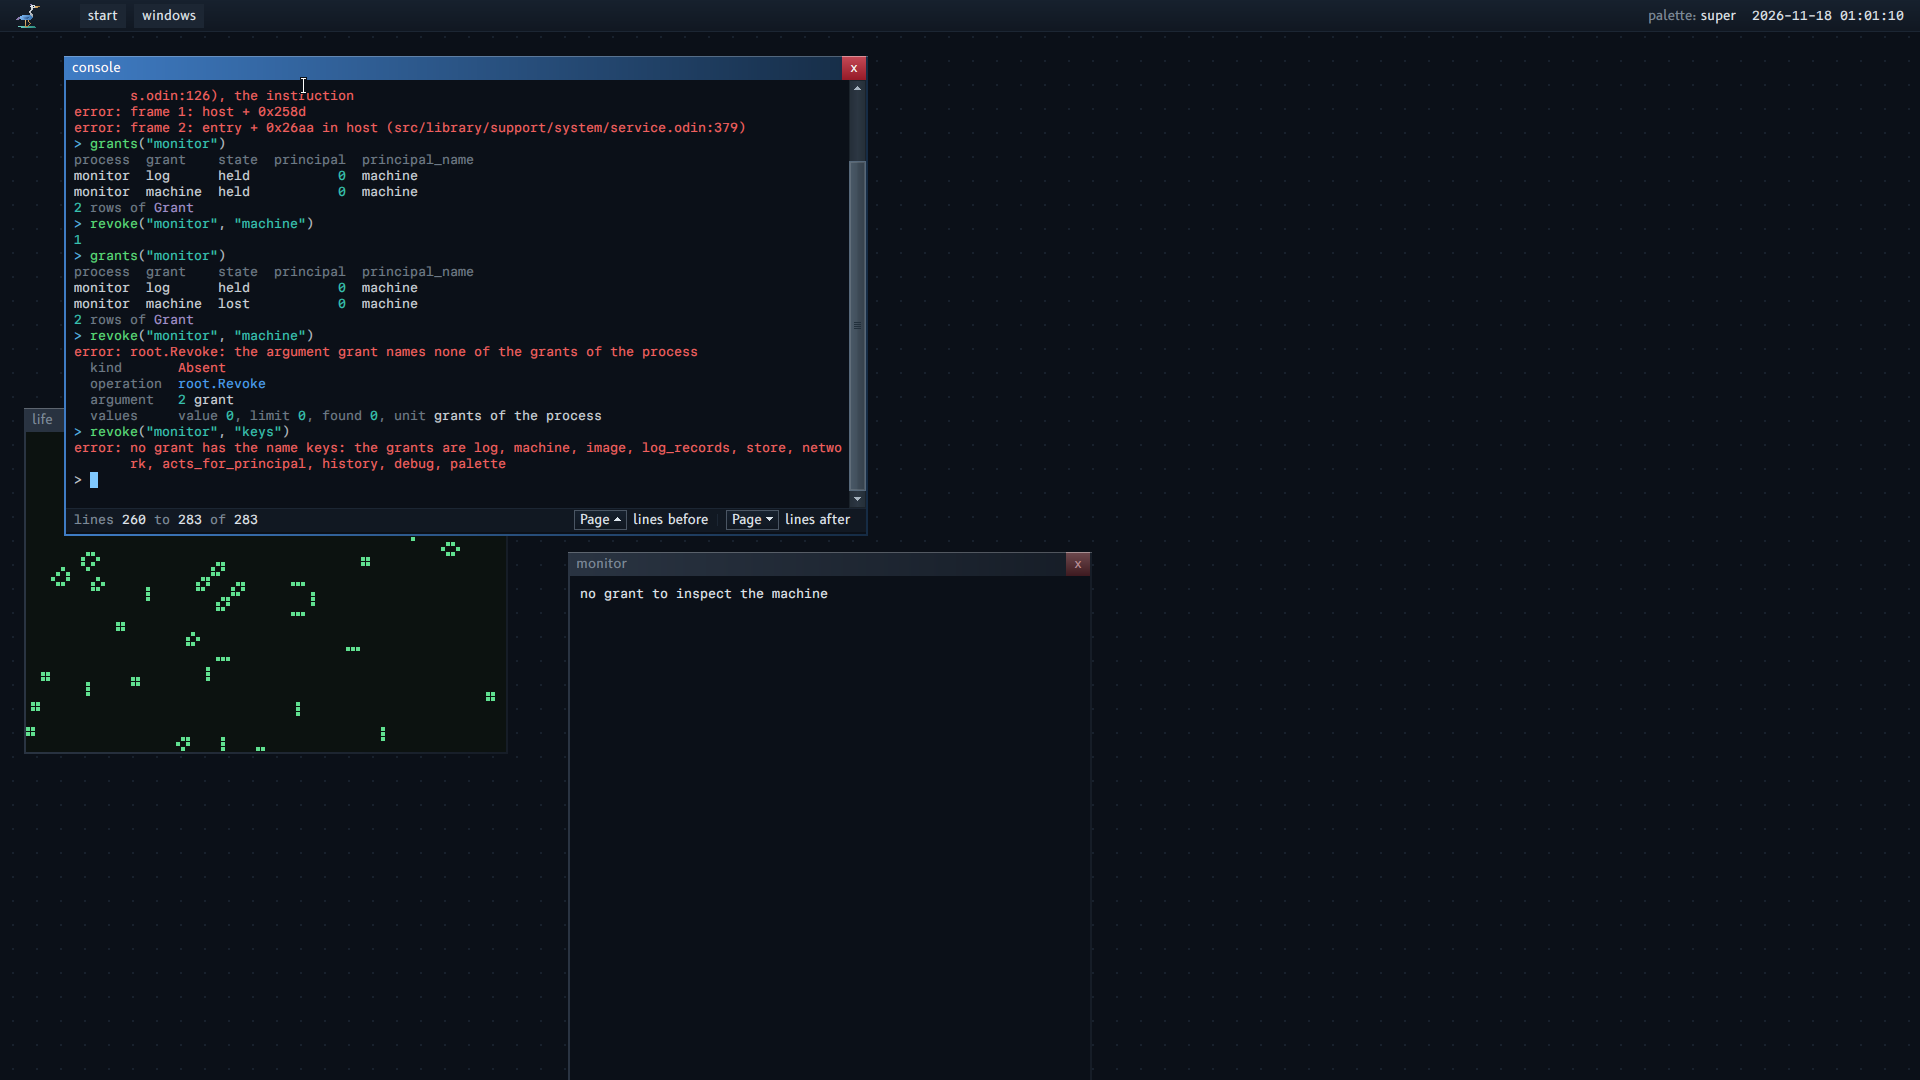 start windows palette: super 2026-11-18 01:01:10
console x
s.odin:126), the instruction
error: frame 1: host + 0x258d
error: frame 2: entry + 0x26aa in host (src/library/support/system/service.odin:379)
> grants("monitor")
process grant state principal principal_name
monitor log held 0 machine
monitor machine held 0 machine
2 rows of Grant
> revoke("monitor", "machine")
1
> grants("monitor")
process grant state principal principal_name
monitor log held 0 machine
monitor machine lost 0 machine
2 rows of Grant
> revoke("monitor", "machine")
error: root.Revoke: the argument grant names none of the grants of the process
kind Absent
operation root.Revoke
argument 2 grant
values value 0, limit 0, found 0, unit grants of the process
> revoke("monitor", "keys")
error: no grant has the name keys: the grants are log, machine, image, log_records, store, netwo
rk, acts_for_principal, history, debug, palette
>
lines 260 to 283 of 283 Page lines before Page lines after
life
monitor x
no grant to inspect the machine